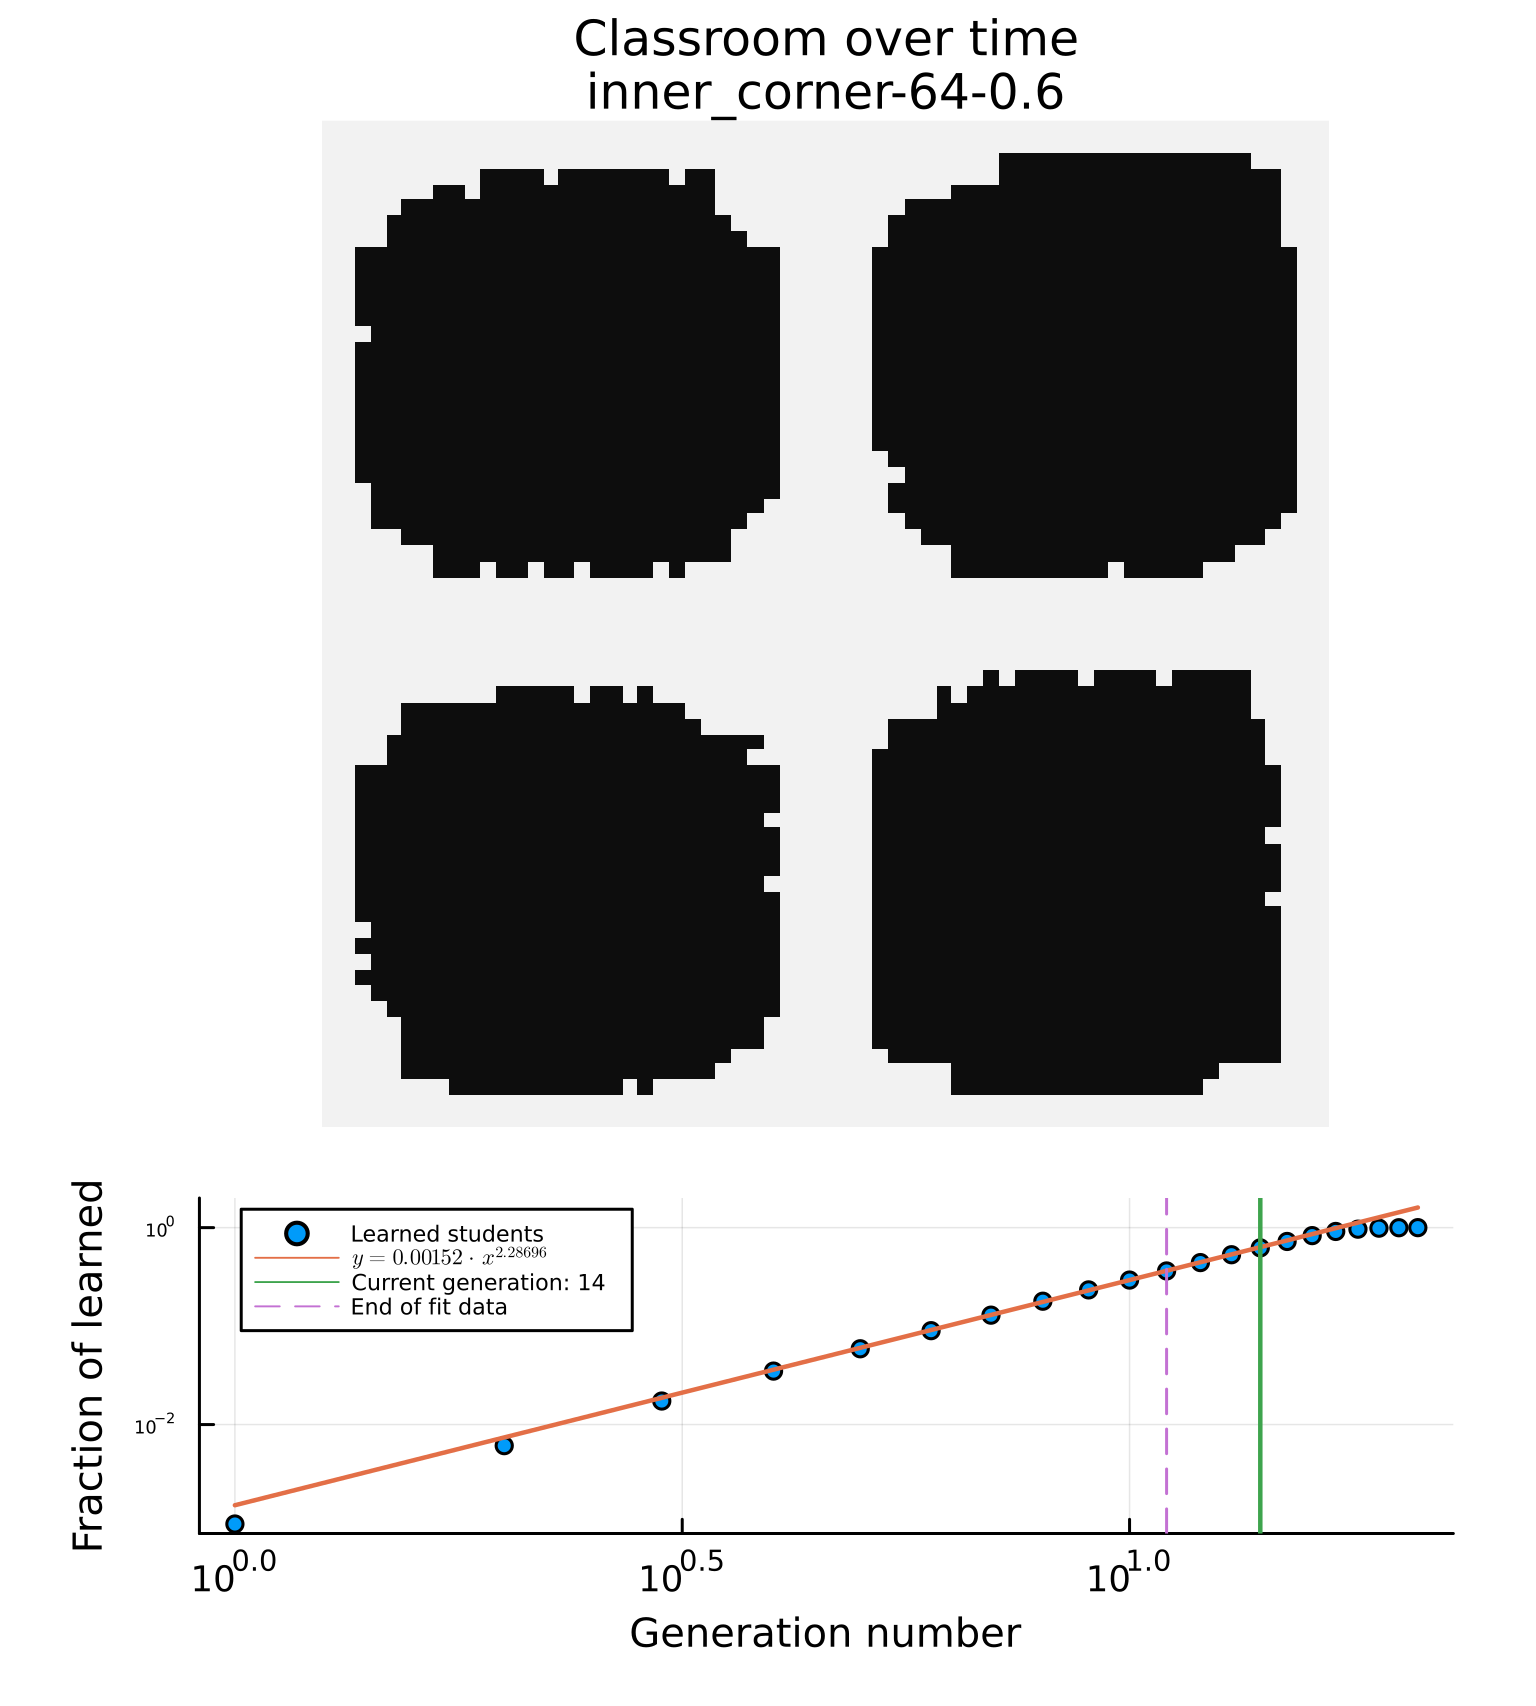 Classroom over time
inner_corner-64-0.6
Fraction of learned
10^0
10^-2
Learned students
y = 0.00152 · x^2.28696
Current generation: 14
End of fit data
10^0.0
10^0.5
10^1.0
Generation number